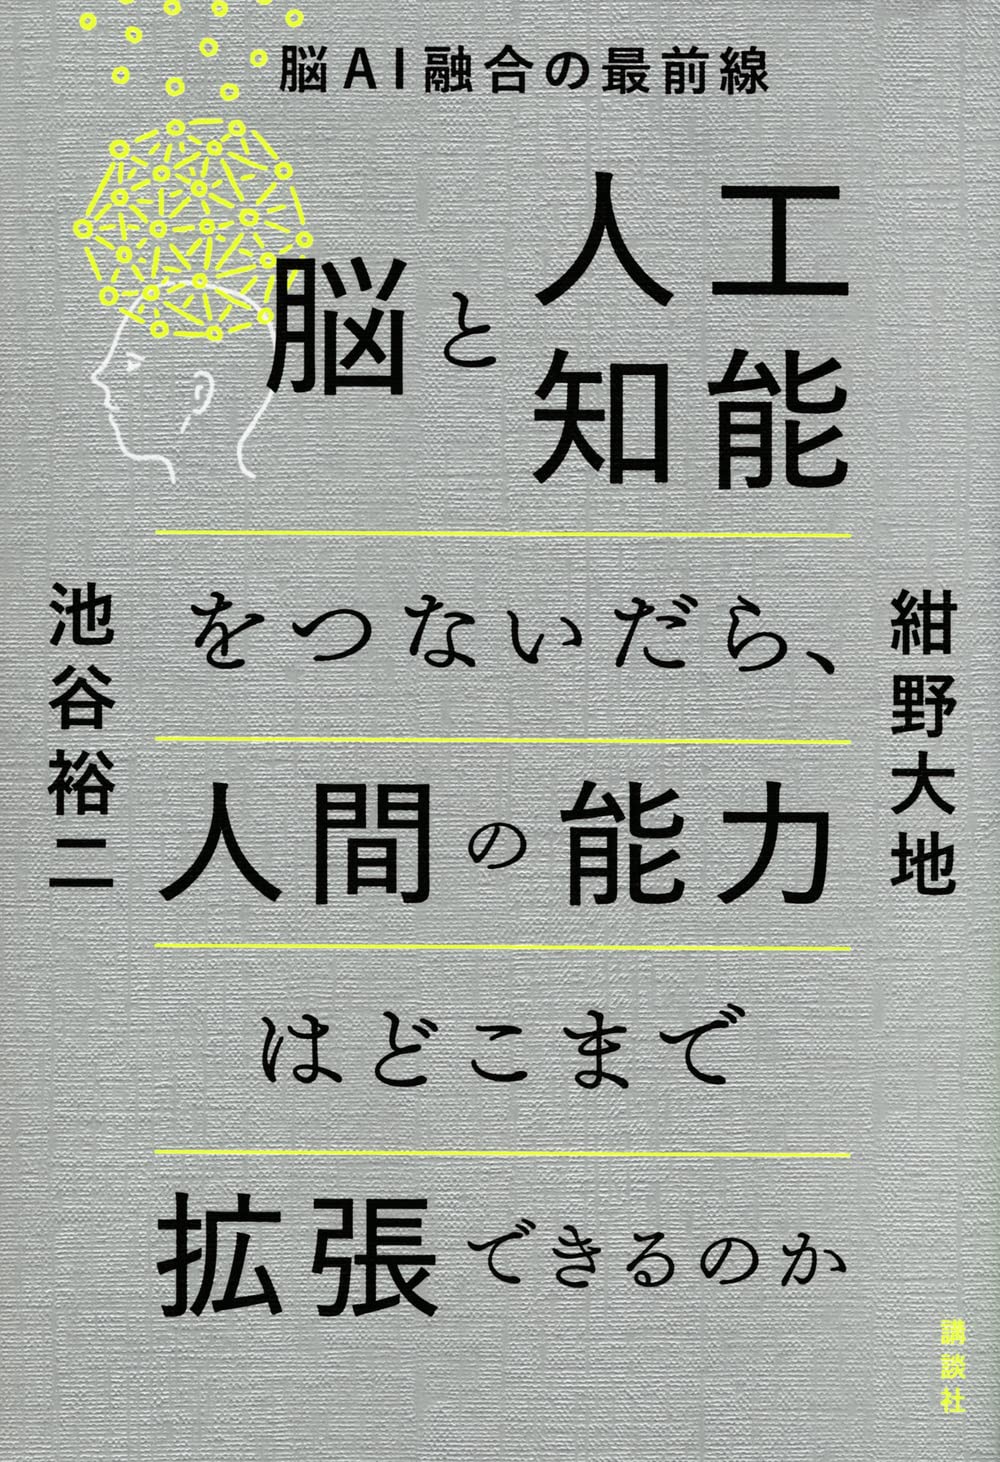 脳AI融合の最前線
脳と人工知能
をつないだら、
人間の能力
はどこまで
拡張できるのか
紺野大地
池谷裕二
講談社